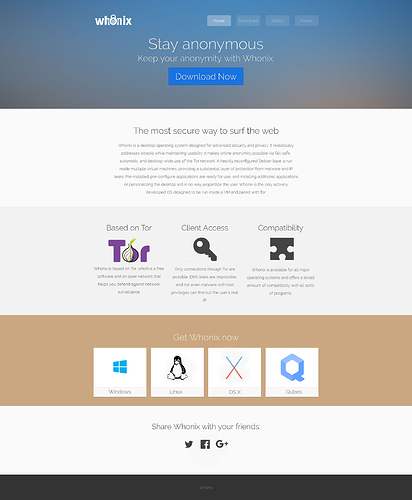 whonix
Home
Download
Stay anonymous
Keep your anonymity with Whonix
Download Now
The most secure way to surf the web
Whonix is a desktop operating system designed for advanced security and privacy. It realistically
addresses attacks while maintaining usability. It makes online anonymity possible via fail-safe,
automatic, and desktop-wide use of the Tor network. A heavily reconfigured Debian base is run
inside multiple virtual machines, providing a substantial layer of protection from malware and IP
leaks. Pre-installed, pre-configured applications are ready for use, and installing additional applications
or personalizing the desktop will in no way jeopardize the user. Whonix is the only actively
developed OS designed to be run inside a VM and paired with Tor.
Based on Tor
Tor
Whonix is based on Tor, which is a free
software and an open network that
helps you defend against network
surveillance
Client Access
Only connections through Tor are
possible. DNS leaks are impossible,
and not even malware with root
privileges can find out the user's real
IP.
Compatibility
Whonix is available for all major
operating systems and offers a broad
amount of compatibility with all sorts
of programs.
Get Whonix now
Windows
Linux
OS X
Qubes
Share Whonix with your friends:
G+
Whonix